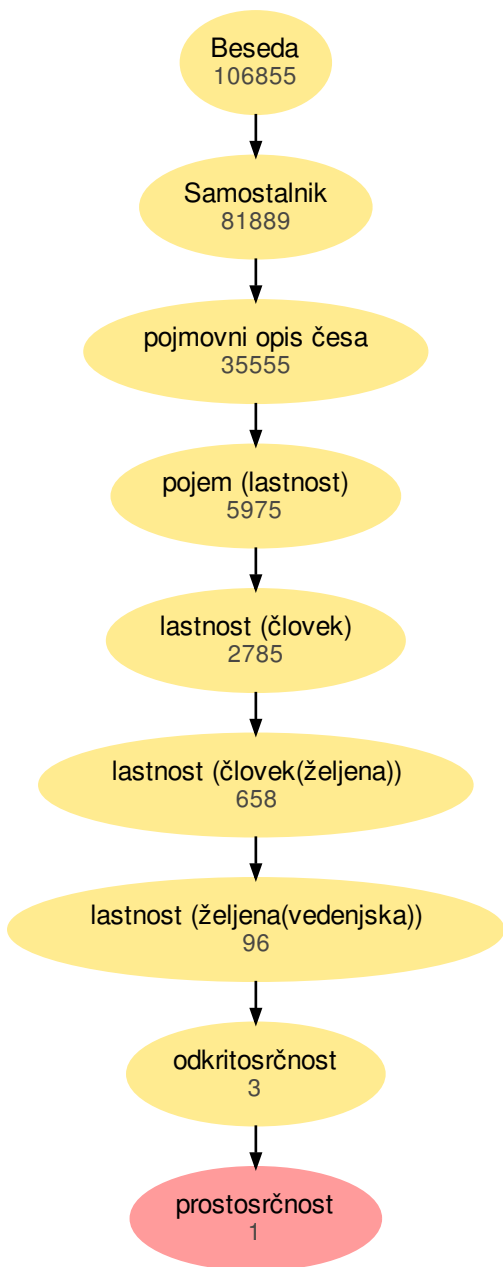 Beseda
106855
Samostalnik
81889
pojmovni opis česa
35555
pojem (lastnost)
5975
lastnost (človek)
2785
lastnost (človek(željena))
658
lastnost (željena(vedenjska))
96
odkritosrčnost
3
prostosrčnost
1